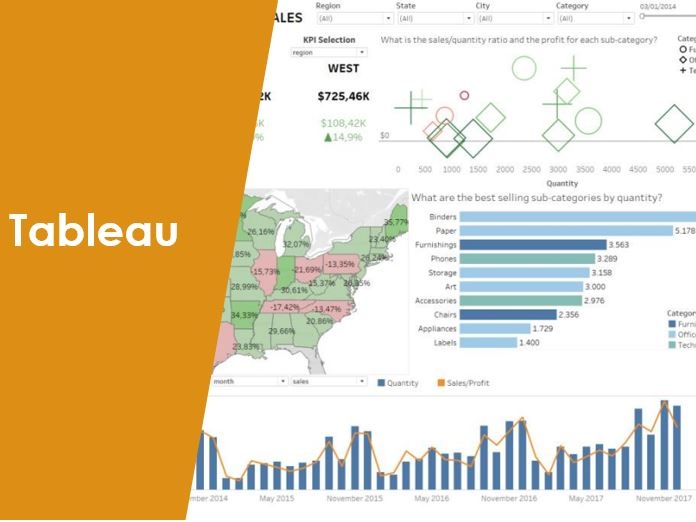 Tableau
ALES
Region
State
City
Category
03/01/2014
(All)
(All)
(All)
(All)
KPI Selection
region
WEST
2K
$725,46K
$108,42K
▲14,9%
What is the sales/quantity ratio and the profit for each sub-category?
Categ
Fu
Of
Te
$0
0 500 1000 1500 2000 2500 3000 3500 4000 4500 5000 550
Quantity
26,16%
32,07%
35,77%
23,40%
,85%
-15,73%
-21,69%
-13,35%
26,24%
28,99%
30,61%
15,37%
26,35%
34,33%
-17,42%
-13,47%
29,66%
20,86%
23,83%
What are the best selling sub-categories by quantity?
Binders
Paper 5.178
Furnishings 3.563
Phones 3.289
Storage 3.158
Art 3.000
Accessories 2.976
Chairs 2.356
Appliances 1.729
Labels 1.400
Category
Furni
Office
Techn
month
sales
Quantity
Sales/Profit
mber 2014
May 2015
November 2015
May 2016
November 2016
May 2017
November 2017